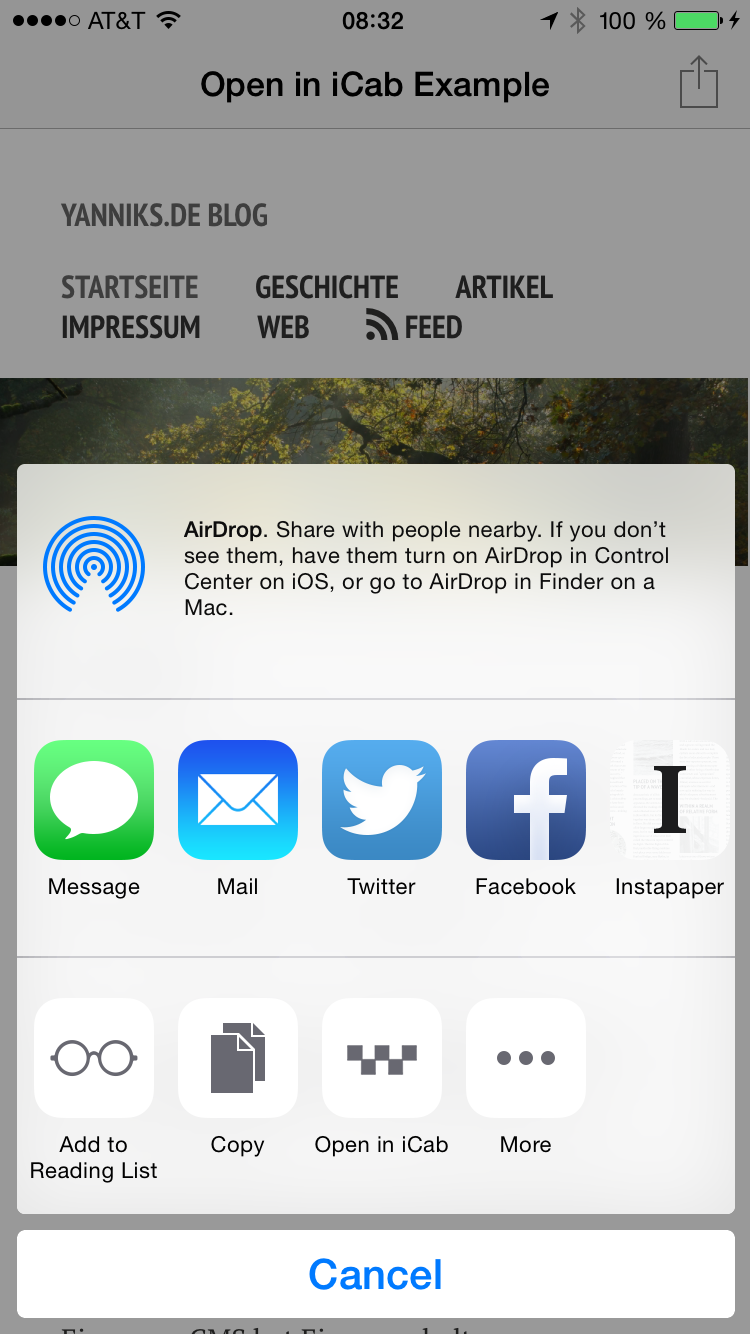 AT&T 08:32 100 %
Open in iCab Example
YANNIKS.DE BLOG
STARTSEITE GESCHICHTE ARTIKEL
IMPRESSUM WEB FEED
AirDrop. Share with people nearby. If you don’t
see them, have them turn on AirDrop in Control
Center on iOS, or go to AirDrop in Finder on a
Mac.
Message Mail Twitter Facebook Instapaper
Add to
Reading List
Copy
Open in iCab
More
Cancel